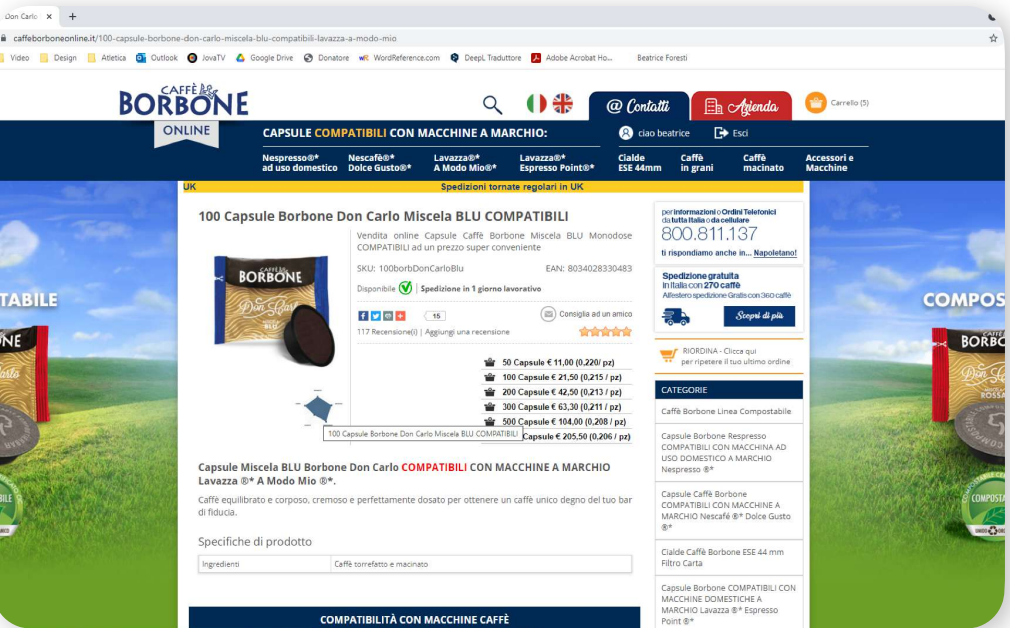 Don Carlo × +
caffeborboneonline.it/100-capsule-borbone-don-carlo-miscela-blu-compatibili-lavazza-a-modo-mio
Video Design Atletica Outlook JovaTV Google Drive Donatore WordReference.com DeepL Traduttore Adobe Acrobat Ho... Beatrice Foresti
CAFFÈ
BORBONE
ONLINE
@ Contatti
Azienda
Carrello (5)
CAPSULE COMPATIBILI CON MACCHINE A MARCHIO:
ciao beatrice
Esci
Nespresso®*
ad uso domestico
Nescafè®*
Dolce Gusto®*
Lavazza®*
A Modo Mio®*
Lavazza®*
Espresso Point®*
Cialde
ESE 44mm
Caffè
in grani
Caffè
macinato
Accessori e
Macchine
UK Spedizioni tornate regolari in UK
100 Capsule Borbone Don Carlo Miscela BLU COMPATIBILI
CAFFÈ
BORBONE
Don Carlo
MISCELA
BLU
Vendita online Capsule Caffè Borbone Miscela BLU Monodose
COMPATIBILI ad un prezzo super conveniente
SKU: 100borbDonCarloBlu EAN: 8034028330483
Disponibile | Spedizione in 1 giorno lavorativo
15
Consiglia ad un amico
117 Recensione(i) | Aggiungi una recensione
50 Capsule € 11,00 (0,220/ pz)
100 Capsule € 21,50 (0,215 / pz)
200 Capsule € 42,50 (0,213 / pz)
300 Capsule € 63,30 (0,211 / pz)
500 Capsule € 104,00 (0,208 / pz)
Capsule € 205,50 (0,206 / pz)
100 Capsule Borbone Don Carlo Miscela BLU COMPATIBILI
Capsule Miscela BLU Borbone Don Carlo COMPATIBILI CON MACCHINE A MARCHIO
Lavazza ®* A Modo Mio ®*.
Caffè equilibrato e corposo, cremoso e perfettamente dosato per ottenere un caffè unico degno del tuo bar
di fiducia.
Specifiche di prodotto
Ingredienti Caffè torrefatto e macinato
COMPATIBILITÀ CON MACCHINE CAFFÈ
per informazioni o Ordini Telefonici
da tutta Italia o da cellulare
800.811.137
ti rispondiamo anche in... Napoletano!
Spedizione gratuita
in Italia con 270 caffè
All'estero spedizione Gratis con 360 caffè
Scopri di più
RIORDINA - Clicca qui
per ripetere il tuo ultimo ordine
CATEGORIE
Caffè Borbone Linea Compostabile
Capsule Borbone Respresso
COMPATIBILI CON MACCHINA AD
USO DOMESTICO A MARCHIO
Nespresso ®*
Capsule Caffè Borbone
COMPATIBILI CON MACCHINE A
MARCHIO Nescafé ®* Dolce Gusto
®*
Cialde Caffè Borbone ESE 44 mm
Filtro Carta
Capsule Borbone COMPATIBILI CON
MACCHINE DOMESTICHE A
MARCHIO Lavazza ®* Espresso
Point ®*
TABILE
NE
COMPOS
CAFFÈ
BORBO
Don
ROSSA
COMPOSTA